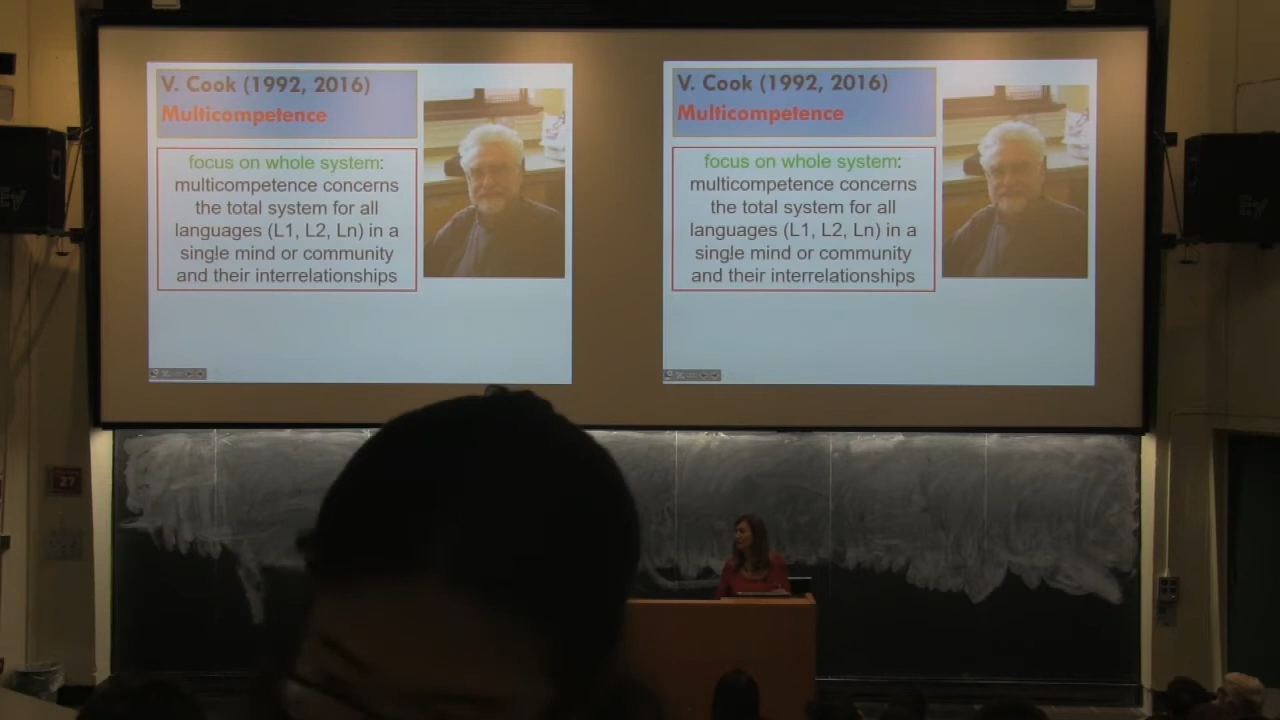 V. Cook (1992, 2016)
Multicompetence
focus on whole system:
multicompetence concerns
the total system for all
languages (L1, L2, Ln) in a
single mind or community
and their interrelationships
V. Cook (1992, 2016)
Multicompetence
focus on whole system:
multicompetence concerns
the total system for all
languages (L1, L2, Ln) in a
single mind or community
and their interrelationships
27
EV
EV